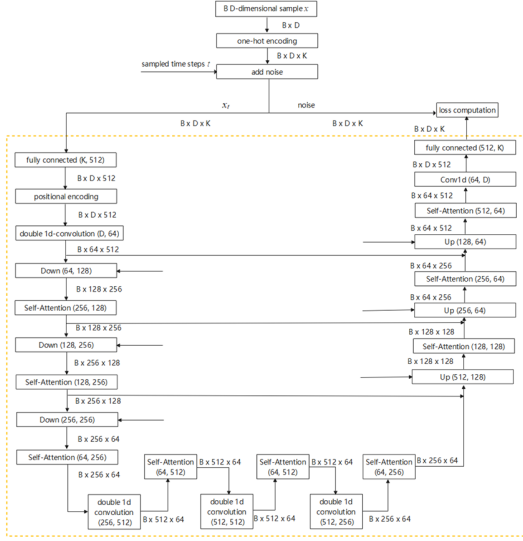 B D-dimensional sample x
B x D
one-hot encoding
B x D x K
sampled time steps t
add noise
x_t
noise
B x D x K
B x D x K
loss computation
B x D x K
fully connected (K, 512)
B x D x 512
positional encoding
B x D x 512
double 1d-convolution (D, 64)
B x 64 x 512
Down (64, 128)
B x 128 x 256
Self-Attention (256, 128)
B x 128 x 256
Down (128, 256)
B x 256 x 128
Self-Attention (128, 256)
B x 256 x 128
Down (256, 256)
B x 256 x 64
Self-Attention (64, 256)
B x 256 x 64
double 1d
convolution
(256, 512)
B x 512 x 64
Self-Attention
(64, 512)
B x 512 x 64
double 1d
convolution
(512, 512)
B x 512 x 64
Self-Attention
(64, 512)
B x 512 x 64
double 1d
convolution
(512, 256)
B x 256 x 64
Self-Attention
(64, 256)
B x 256 x 64
Up (512, 128)
B x 128 x 128
Self-Attention (128, 128)
B x 128 x 128
Up (256, 64)
B x 64 x 256
Self-Attention (256, 64)
B x 64 x 256
Up (128, 64)
B x 64 x 512
Self-Attention (512, 64)
B x 64 x 512
Conv1d (64, D)
B x D x 512
fully connected (512, K)